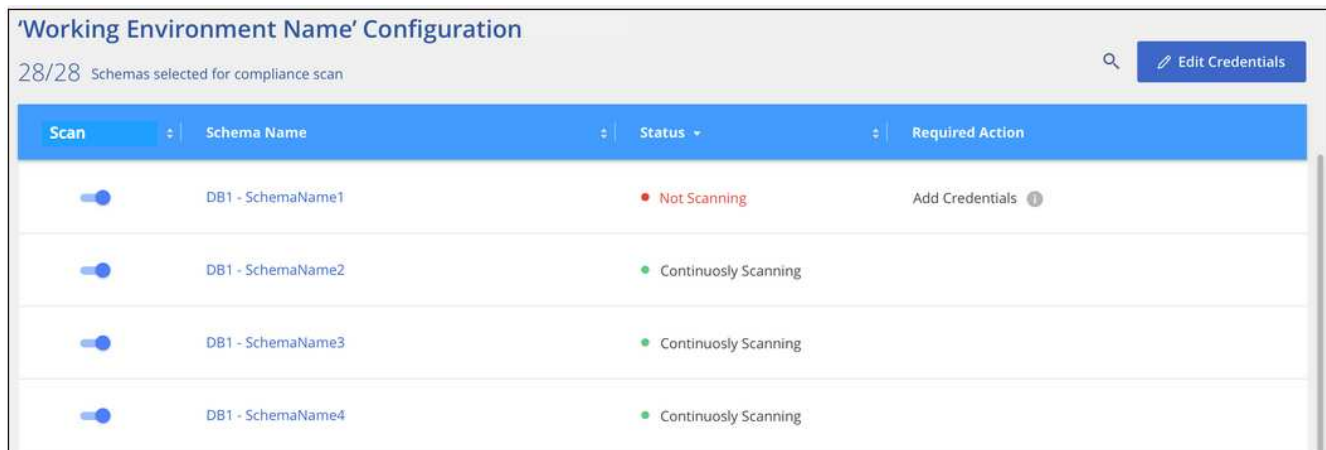 ‘Working Environment Name’ Configuration
28/28 Schemas selected for compliance scan
Edit Credentials
Scan Schema Name Status Required Action
DB1 - SchemaName1 Not Scanning Add Credentials i
DB1 - SchemaName2 Continuosly Scanning
DB1 - SchemaName3 Continuosly Scanning
DB1 - SchemaName4 Continuosly Scanning